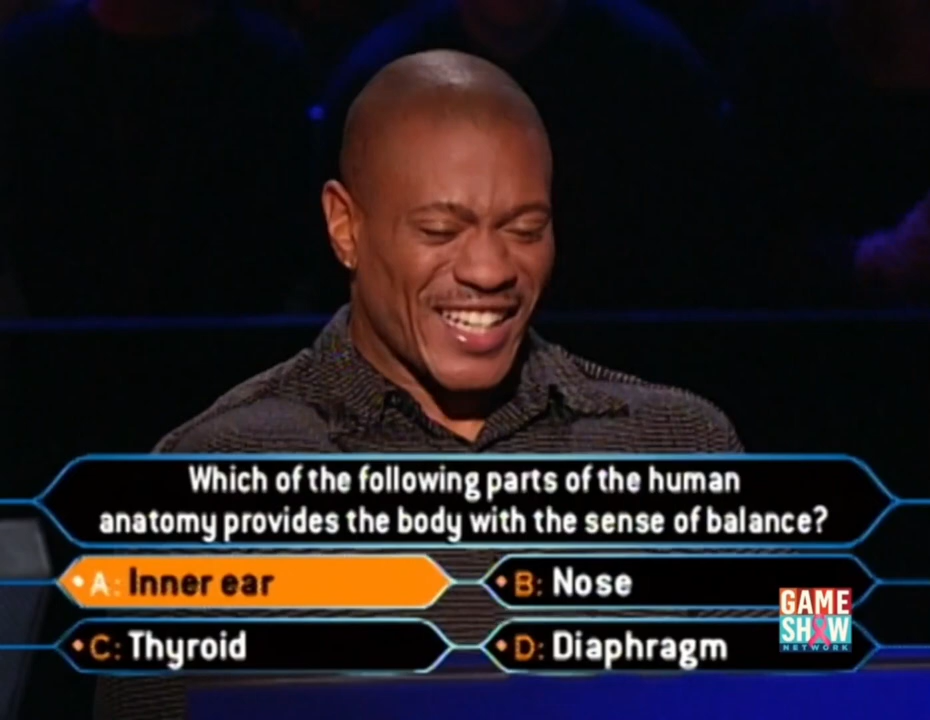 Which of the following parts of the human
anatomy provides the body with the sense of balance?
A: Inner ear
B: Nose
C: Thyroid
D: Diaphragm
GAME
SHOW
NETWORK